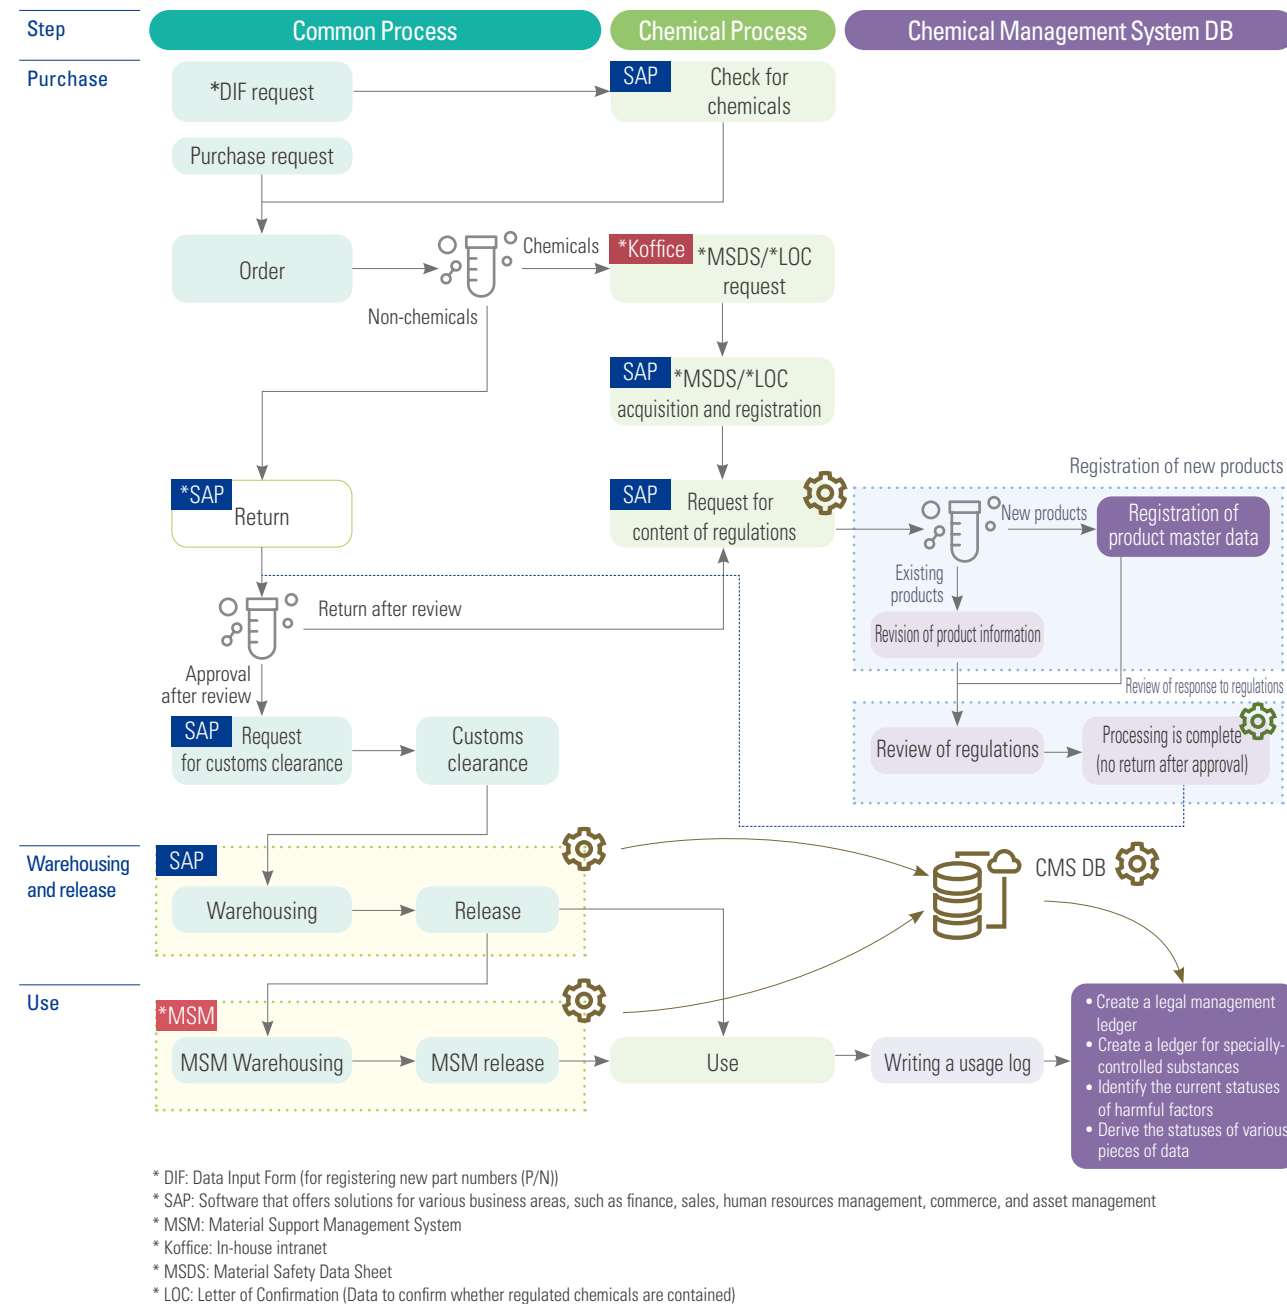 Step
Common Process
Chemical Process
Chemical Management System DB
Purchase
*DIF request
SAP
Check for
chemicals
Purchase request
Order
Chemicals
Non-chemicals
*Koffice
*MSDS/*LOC
request
SAP
*MSDS/*LOC
acquisition and registration
*SAP
Return
SAP
Request for
content of regulations
Registration of new products
New products
Registration of
product master data
Existing
products
Revision of product information
Return after review
Approval
after review
Review of response to regulations
SAP
Request
for customs clearance
Customs
clearance
Review of regulations
Processing is complete
(no return after approval)
Warehousing
and release
SAP
Warehousing
Release
CMS DB
Use
*MSM
MSM Warehousing
MSM release
Use
Writing a usage log
• Create a legal management
ledger
• Create a ledger for specially-
controlled substances
• Identify the current statuses
of harmful factors
• Derive the statuses of various
pieces of data
* DIF: Data Input Form (for registering new part numbers (P/N))
* SAP: Software that offers solutions for various business areas, such as finance, sales, human resources management, commerce, and asset management
* MSM: Material Support Management System
* Koffice: In-house intranet
* MSDS: Material Safety Data Sheet
* LOC: Letter of Confirmation (Data to confirm whether regulated chemicals are contained)